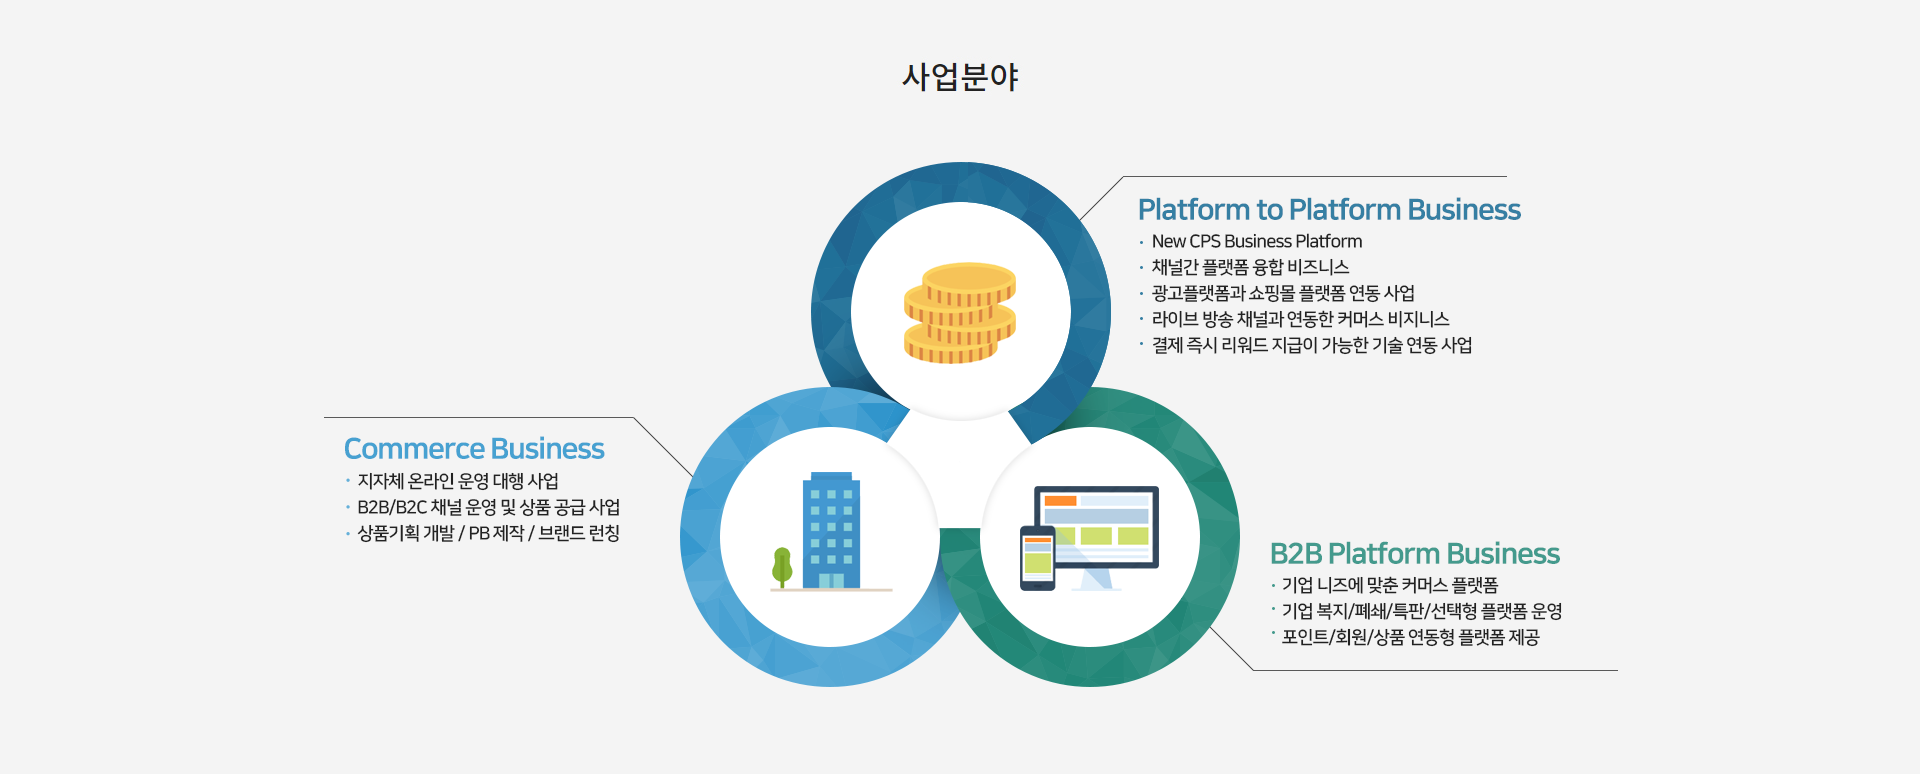 사업분야
Platform to Platform Business
· New CPS Business Platform
· 채널간 플랫폼 융합 비즈니스
· 광고플랫폼과 쇼핑몰 플랫폼 연동 사업
· 라이브 방송 채널과 연동한 커머스 비지니스
· 결제 즉시 리워드 지급이 가능한 기술 연동 사업
Commerce Business
· 지자체 온라인 운영 대행 사업
· B2B/B2C 채널 운영 및 상품 공급 사업
· 상품기획 개발 / PB 제작 / 브랜드 런칭
B2B Platform Business
· 기업 니즈에 맞춘 커머스 플랫폼
· 기업 복지/폐쇄/특판/선택형 플랫폼 운영
· 포인트/회원/상품 연동형 플랫폼 제공